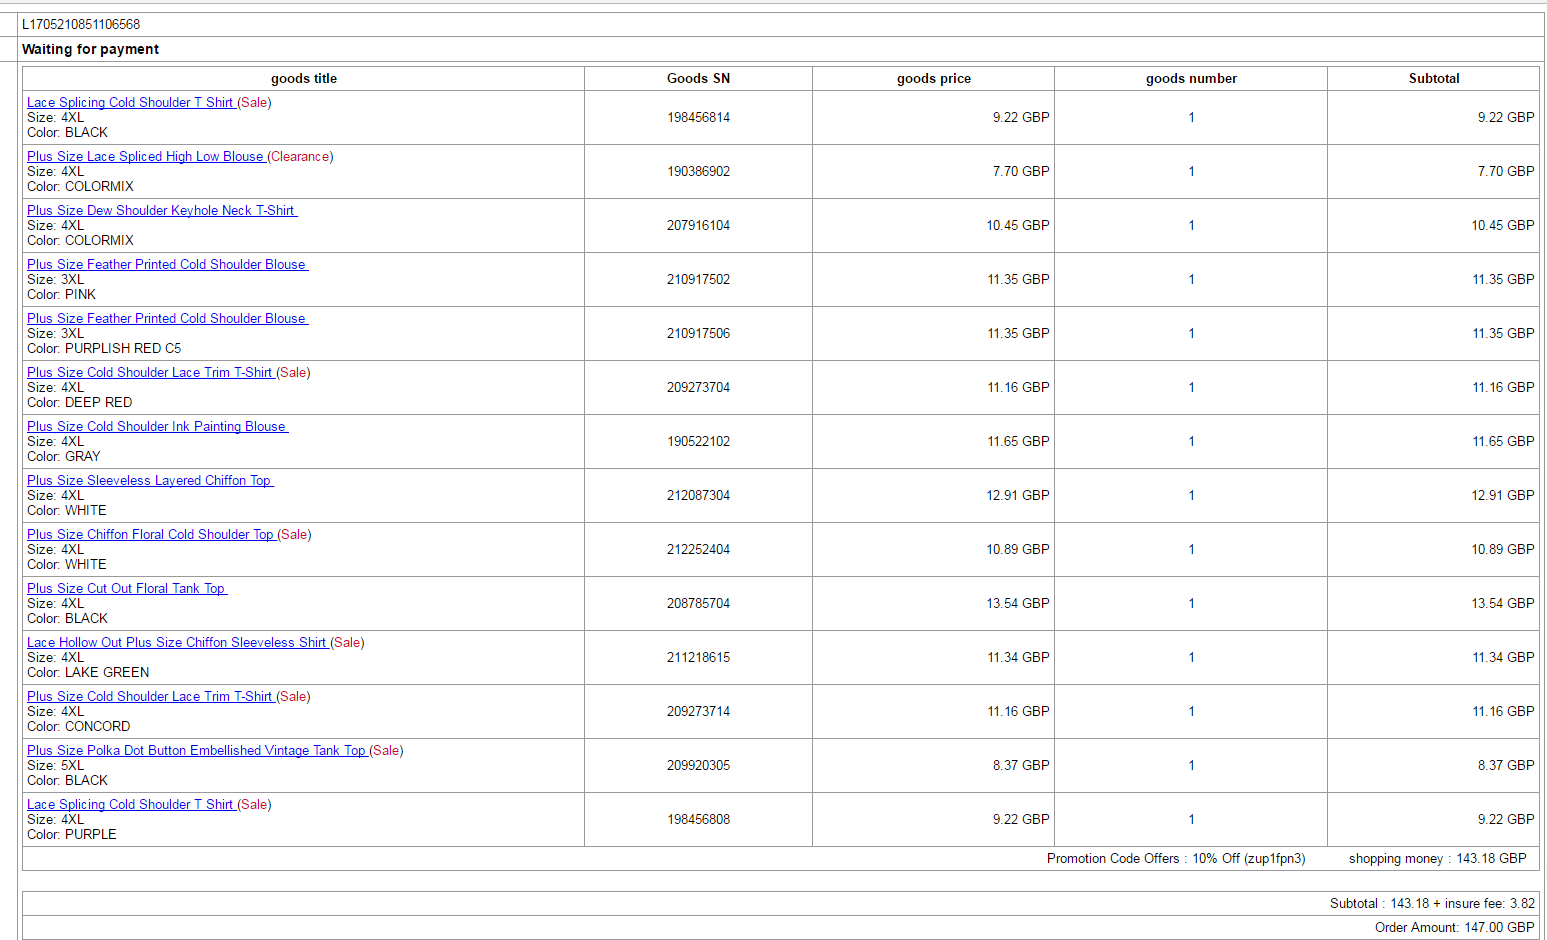 L1705210851106568
Waiting for payment
goods title Goods SN goods price goods number Subtotal
Lace Splicing Cold Shoulder T Shirt (Sale)
Size: 4XL
Color: BLACK
198456814 9.22 GBP 1 9.22 GBP
Plus Size Lace Spliced High Low Blouse (Clearance)
Size: 4XL
Color: COLORMIX
190386902 7.70 GBP 1 7.70 GBP
Plus Size Dew Shoulder Keyhole Neck T-Shirt
Size: 4XL
Color: COLORMIX
207916104 10.45 GBP 1 10.45 GBP
Plus Size Feather Printed Cold Shoulder Blouse
Size: 3XL
Color: PINK
210917502 11.35 GBP 1 11.35 GBP
Plus Size Feather Printed Cold Shoulder Blouse
Size: 3XL
Color: PURPLISH RED C5
210917506 11.35 GBP 1 11.35 GBP
Plus Size Cold Shoulder Lace Trim T-Shirt (Sale)
Size: 4XL
Color: DEEP RED
209273704 11.16 GBP 1 11.16 GBP
Plus Size Cold Shoulder Ink Painting Blouse
Size: 4XL
Color: GRAY
190522102 11.65 GBP 1 11.65 GBP
Plus Size Sleeveless Layered Chiffon Top
Size: 4XL
Color: WHITE
212087304 12.91 GBP 1 12.91 GBP
Plus Size Chiffon Floral Cold Shoulder Top (Sale)
Size: 4XL
Color: WHITE
212252404 10.89 GBP 1 10.89 GBP
Plus Size Cut Out Floral Tank Top
Size: 4XL
Color: BLACK
208785704 13.54 GBP 1 13.54 GBP
Lace Hollow Out Plus Size Chiffon Sleeveless Shirt (Sale)
Size: 4XL
Color: LAKE GREEN
211218615 11.34 GBP 1 11.34 GBP
Plus Size Cold Shoulder Lace Trim T-Shirt (Sale)
Size: 4XL
Color: CONCORD
209273714 11.16 GBP 1 11.16 GBP
Plus Size Polka Dot Button Embellished Vintage Tank Top (Sale)
Size: 5XL
Color: BLACK
209920305 8.37 GBP 1 8.37 GBP
Lace Splicing Cold Shoulder T Shirt (Sale)
Size: 4XL
Color: PURPLE
198456808 9.22 GBP 1 9.22 GBP
Promotion Code Offers : 10% Off (zup1fpn3) shopping money : 143.18 GBP
Subtotal : 143.18 + insure fee: 3.82
Order Amount: 147.00 GBP